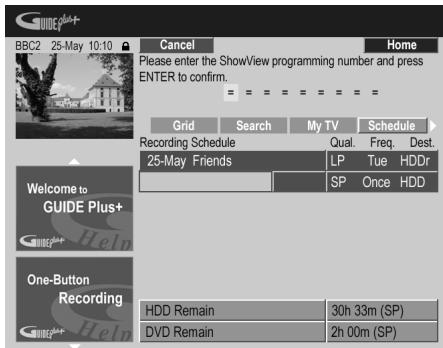 GUIDE Plus+
BBC2 25-May 10:10
Cancel
Home
Please enter the ShowView programming number and press
ENTER to confirm.
= = = = = = = = =
Grid Search My TV Schedule
Recording Schedule Qual. Freq. Dest.
25-May Friends LP Tue HDDr
SP Once HDD
Welcome to
GUIDE Plus+
GUIDE Plus+ Help
One-Button
Recording
GUIDE Plus+ Help
HDD Remain 30h 33m (SP)
DVD Remain 2h 00m (SP)